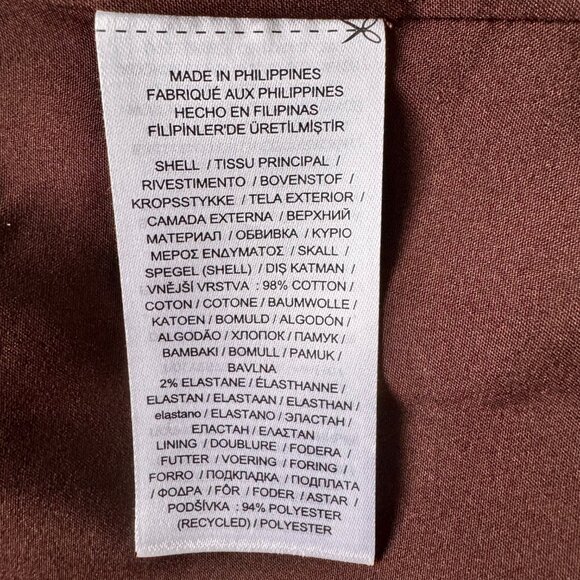 MADE IN PHILIPPINES
FABRIQUÉ AUX PHILIPPINES
HECHO EN FILIPINAS
FİLİPİNLER'DE ÜRETİLMİŞTİR
SHELL / TISSU PRINCIPAL /
RIVESTIMENTO / BOVENSTOF /
KROPSSTYKKE / TELA EXTERIOR /
CAMADA EXTERNA / ВЕРХНИЙ
МАТЕРИАЛ / ОБВИВКА / ΚΥΡΙΟ
ΜΕΡΟΣ ΕΝΔΥΜΑΤΟΣ / SKALL /
SPEGEL (SHELL) / DIŞ KATMAN /
VNĚJŠÍ VRSTVA : 98% COTTON /
COTON / COTONE / BAUMWOLLE /
KATOEN / BOMULD / ALGODÓN /
ALGODÃO / ХЛОПОК / ПАМУК /
ΒΑΜΒΑΚΙ / BOMULL / PAMUK /
BAVLNA
2% ELASTANE / ÉLASTHANNE /
ELASTAN / ELASTAAN / ELASTHAN /
elastano / ELASTANO / ЭЛАСТАН /
ЕЛАСТАН / ΕΛΑΣΤΑΝ
LINING / DOUBLURE / FODERA /
FUTTER / VOERING / FORING /
FORRO / ПОДКЛАДКА / ПОДПЛАТА
/ ΦΟΔΡΑ / FÔR / FODER / ASTAR /
PODŠÍVKA : 94% POLYESTER
(RECYCLED) / POLYESTER